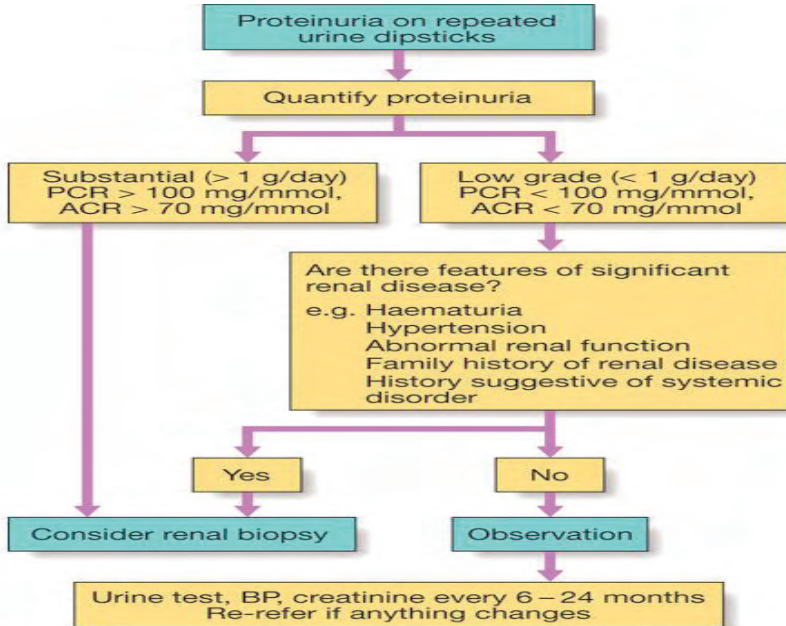 Proteinuria on repeated
urine dipsticks
Quantify proteinuria
Substantial (> 1 g/day)
PCR > 100 mg/mmol,
ACR > 70 mg/mmol
Low grade (< 1 g/day)
PCR < 100 mg/mmol,
ACR < 70 mg/mmol
Are there features of significant
renal disease?
e.g. Haematuria
Hypertension
Abnormal renal function
Family history of renal disease
History suggestive of systemic
disorder
Yes
No
Consider renal biopsy
Observation
Urine test, BP, creatinine every 6 – 24 months
Re-refer if anything changes